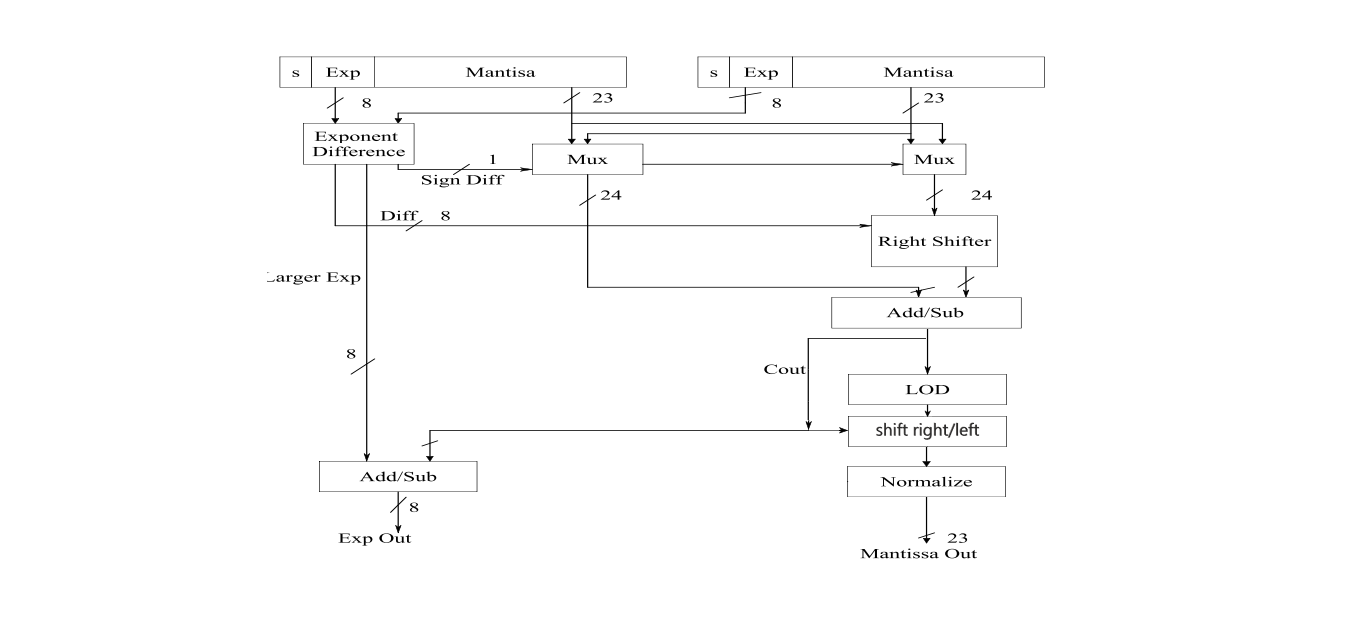 s Exp Mantisa s Exp Mantisa
8 23 8 23
Exponent
Difference
Mux Mux
1
Sign Diff
24 24
Diff 8
Right Shifter
Larger Exp
Add/Sub
8
Cout
LOD
shift right/left
Add/Sub
Normalize
8
Exp Out
23
Mantissa Out